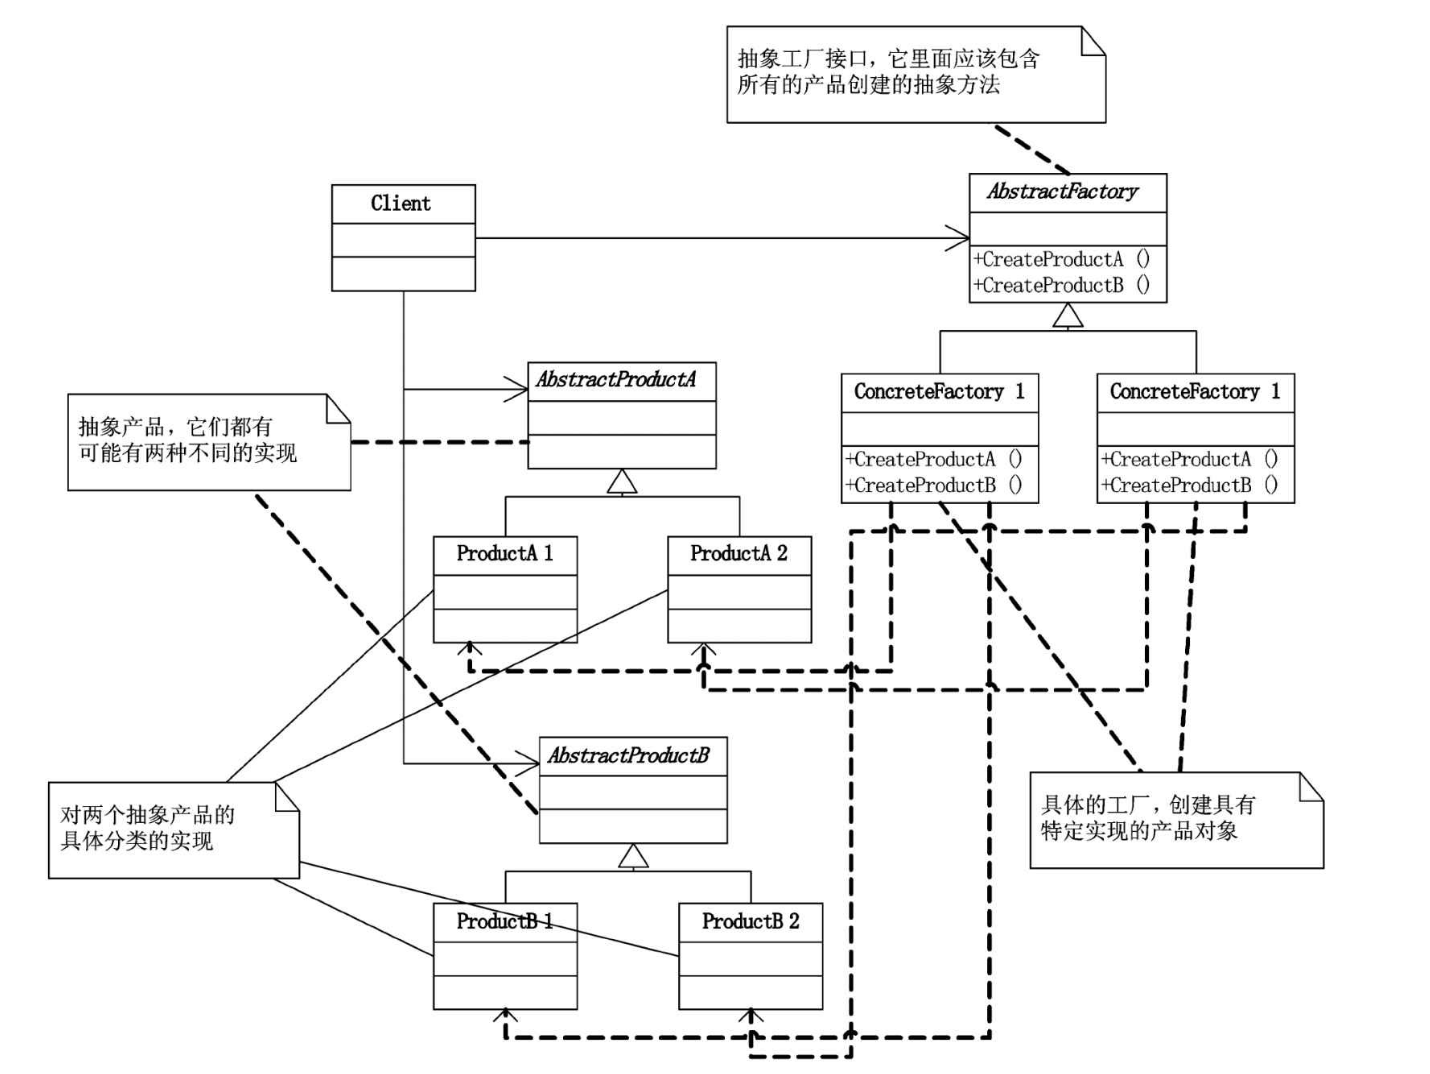 抽象工厂接口，它里面应该包含
所有的产品创建的抽象方法
Client
AbstractFactory
+CreateProductA ()
+CreateProductB ()
AbstractProductA
ConcreteFactory 1
+CreateProductA ()
+CreateProductB ()
ConcreteFactory 1
+CreateProductA ()
+CreateProductB ()
抽象产品，它们都有
可能有两种不同的实现
ProductA 1
ProductA 2
AbstractProductB
对两个抽象产品的
具体分类的实现
具体的工厂，创建具有
特定实现的产品对象
ProductB 1
ProductB 2